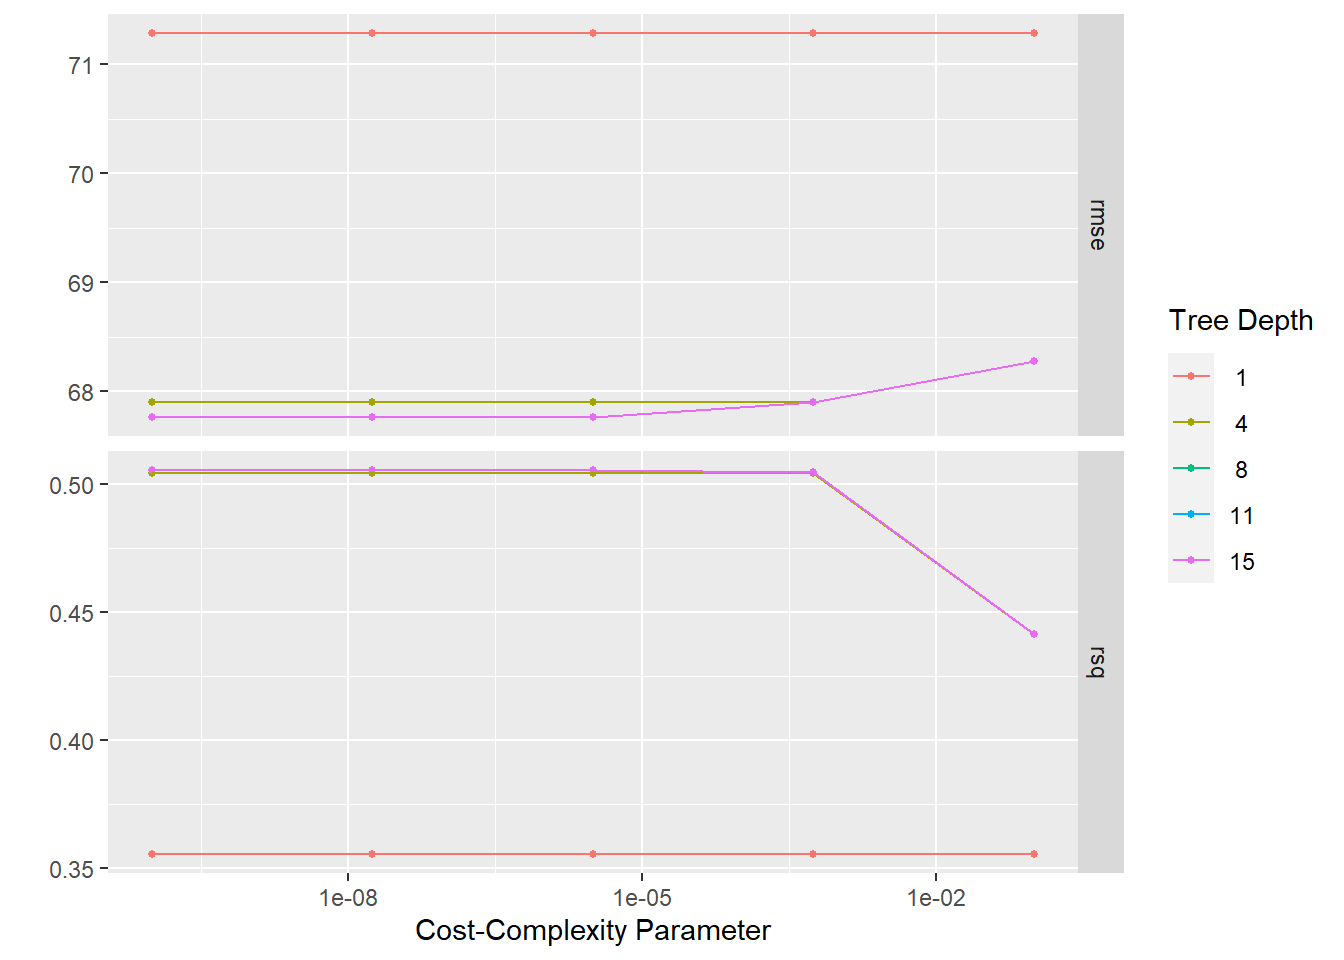 71
70
69
68
rmse
0.50
0.45
0.40
0.35
rsq
1e-08
1e-05
1e-02
Cost-Complexity Parameter
Tree Depth
1
4
8
11
15